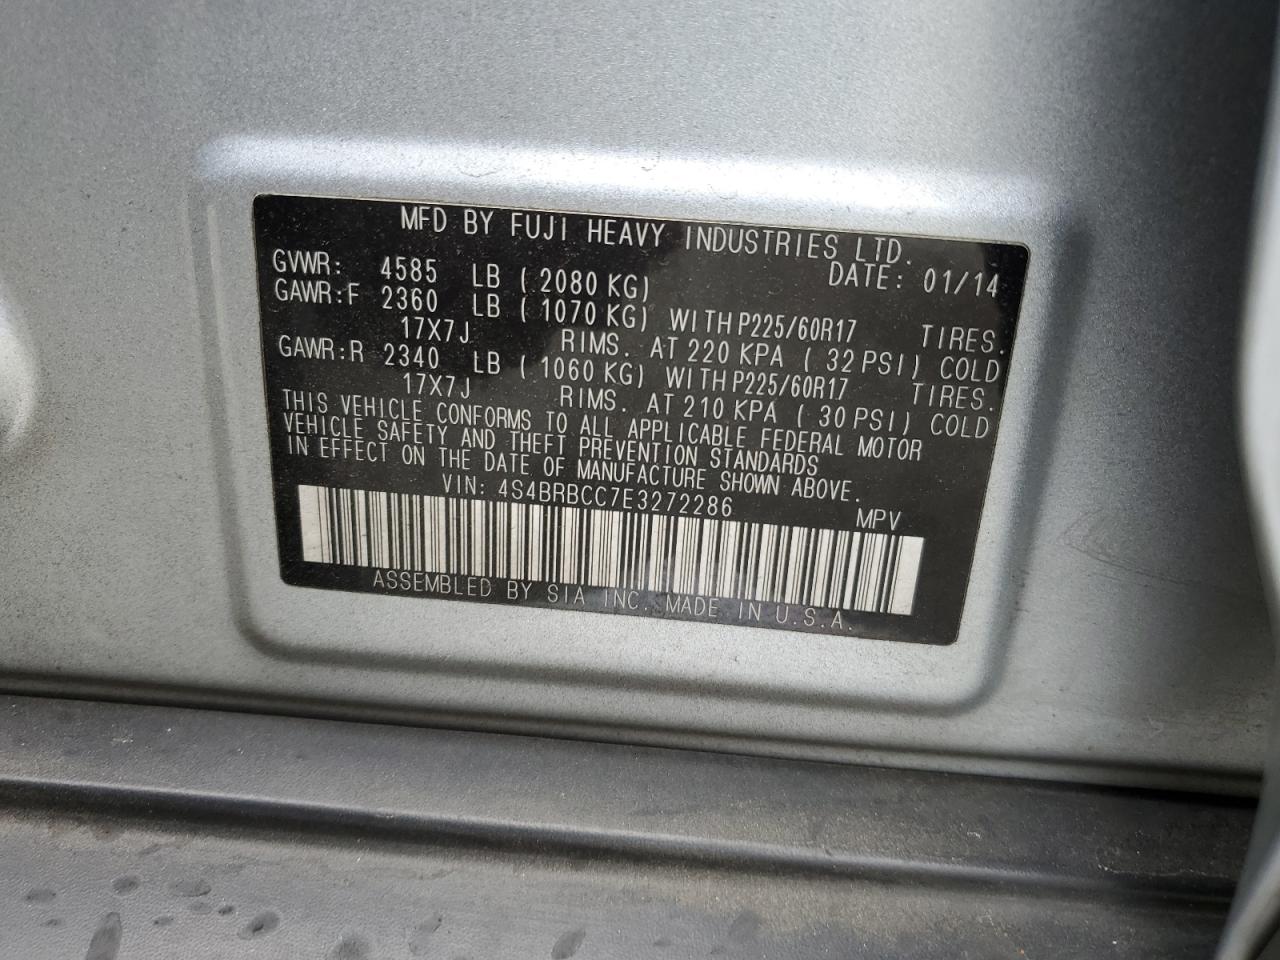 MFD BY FUJI HEAVY INDUSTRIES LTD.
GVWR: 4585 LB ( 2080 KG) DATE: 01/14
GAWR:F 2360 LB ( 1070 KG) WITH P225/60R17 TIRES.
17X7J RIMS. AT 220 KPA ( 32 PSI) COLD
GAWR:R 2340 LB ( 1060 KG) WITH P225/60R17 TIRES.
17X7J RIMS. AT 210 KPA ( 30 PSI) COLD
THIS VEHICLE CONFORMS TO ALL APPLICABLE FEDERAL MOTOR
VEHICLE SAFETY AND THEFT PREVENTION STANDARDS
IN EFFECT ON THE DATE OF MANUFACTURE SHOWN ABOVE.
VIN: 4S4BRBCC7E3272286 MPV
ASSEMBLED BY SIA INC. MADE IN U.S.A.